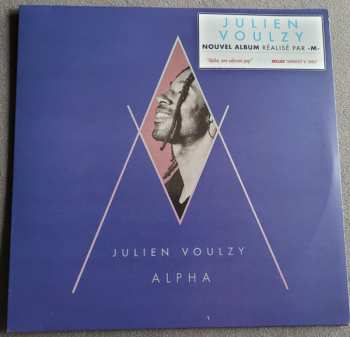 JULIEN
VOULZY
NOUVEL ALBUM RÉALISÉ PAR -M-
JULIEN VOULZY
ALPHA